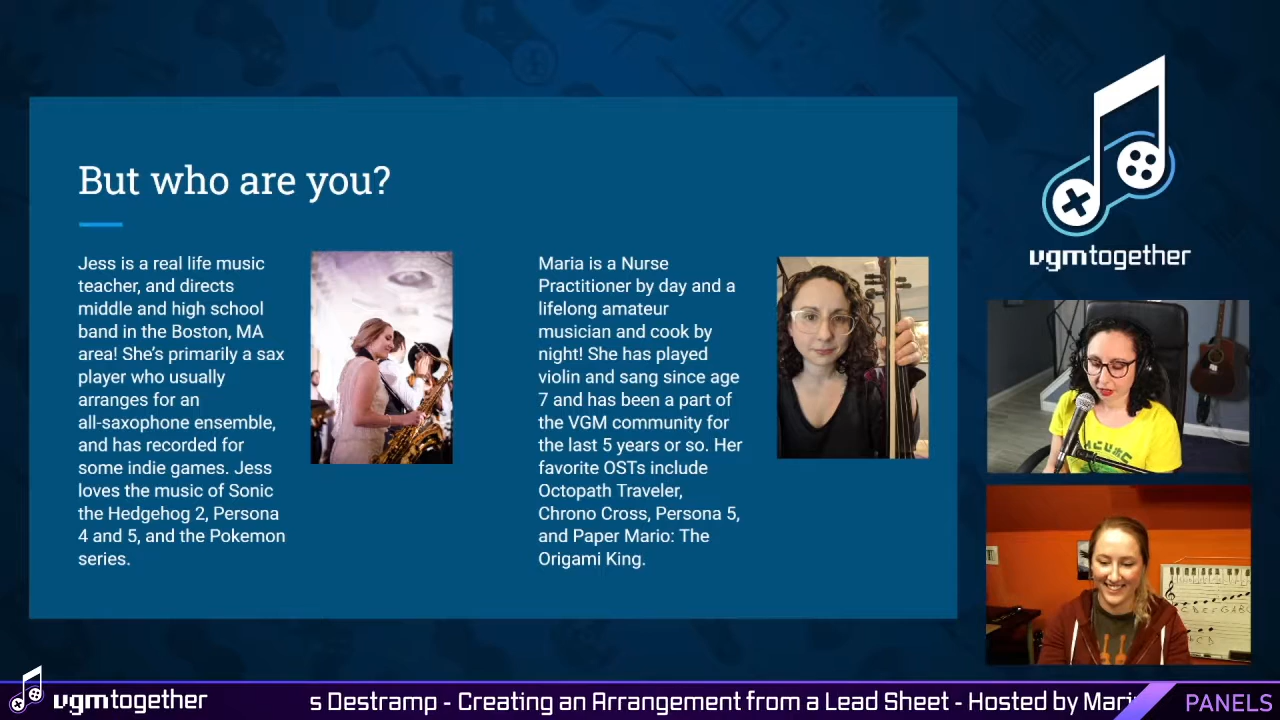 But who are you?
Jess is a real life music
teacher, and directs
middle and high school
band in the Boston, MA
area! She’s primarily a sax
player who usually
arranges for an
all-saxophone ensemble,
and has recorded for
some indie games. Jess
loves the music of Sonic
the Hedgehog 2, Persona
4 and 5, and the Pokemon
series.
Maria is a Nurse
Practitioner by day and a
lifelong amateur
musician and cook by
night! She has played
violin and sang since age
7 and has been a part of
the VGM community for
the last 5 years or so. Her
favorite OSTs include
Octopath Traveler,
Chrono Cross, Persona 5,
and Paper Mario: The
Origami King.
vgmtogether
vgmtogether
s Destramp - Creating an Arrangement from a Lead Sheet - Hosted by Mari
PANELS